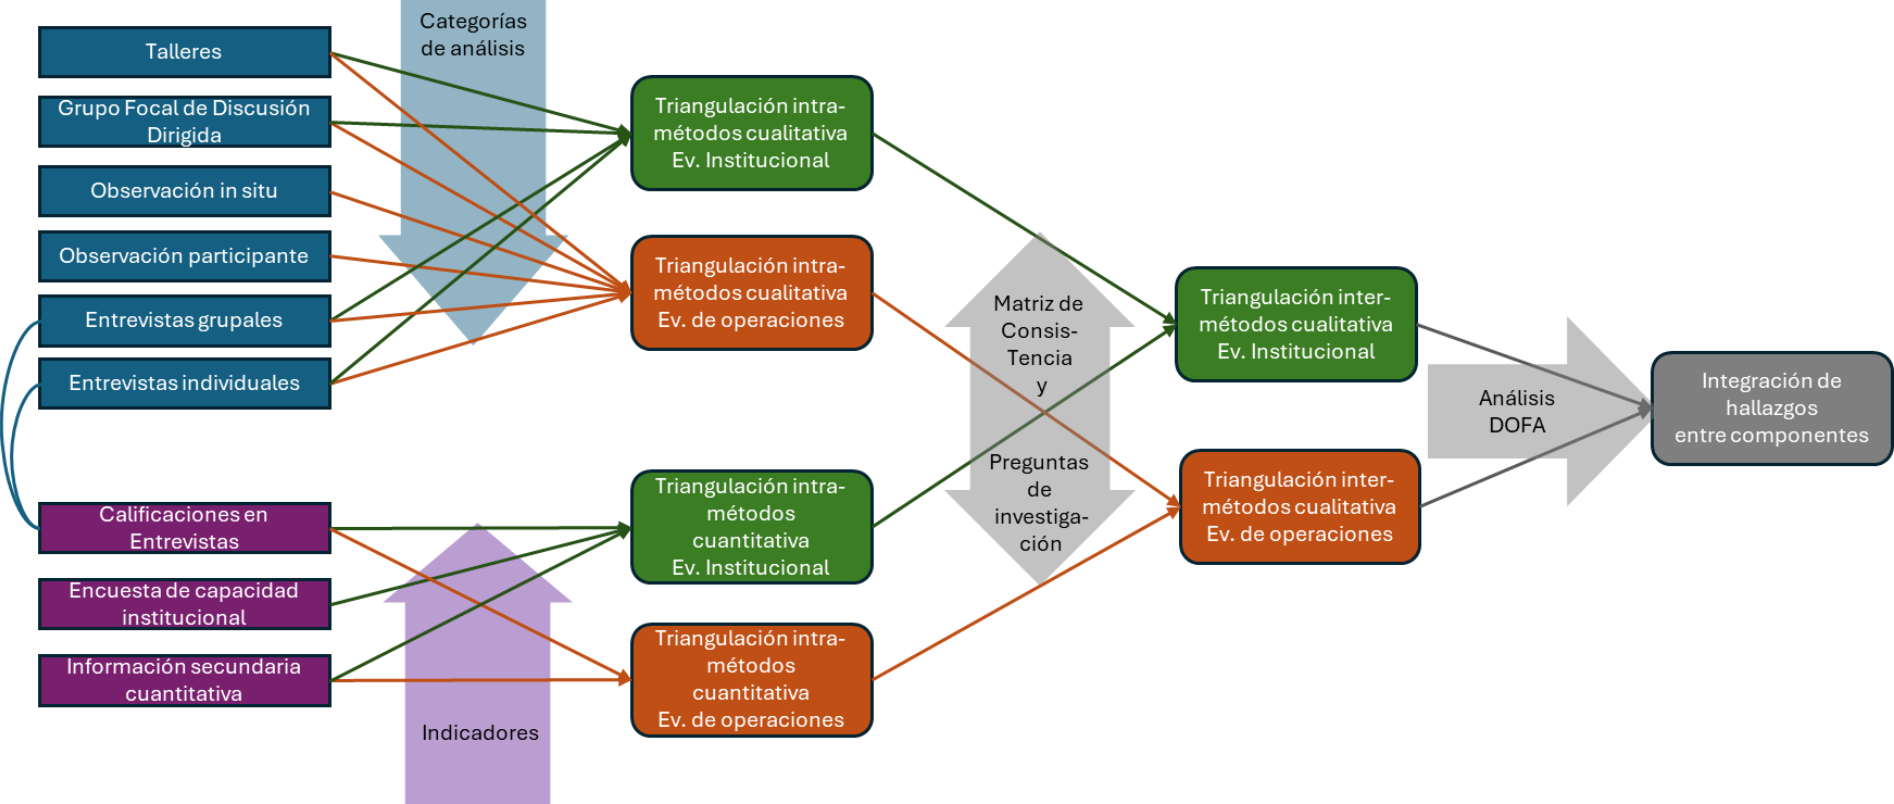 Talleres
Grupo Focal de Discusión
Dirigida
Observación in situ
Observación participante
Entrevistas grupales
Entrevistas individuales
Calificaciones en
Entrevistas
Encuesta de capacidad
institucional
Información secundaria
cuantitativa
Categorías
de análisis
Indicadores
Triangulación intra-
métodos cualitativa
Ev. Institucional
Triangulación intra-
métodos cualitativa
Ev. de operaciones
Triangulación intra-
métodos
cuantitativa
Ev. Institucional
Triangulación intra-
métodos
cuantitativa
Ev. de operaciones
Matriz de
Consis-
Tencia
y
Preguntas
de
investiga-
ción
Triangulación inter-
métodos cualitativa
Ev. Institucional
Triangulación inter-
métodos cualitativa
Ev. de operaciones
Análisis
DOFA
Integración de
hallazgos
entre componentes